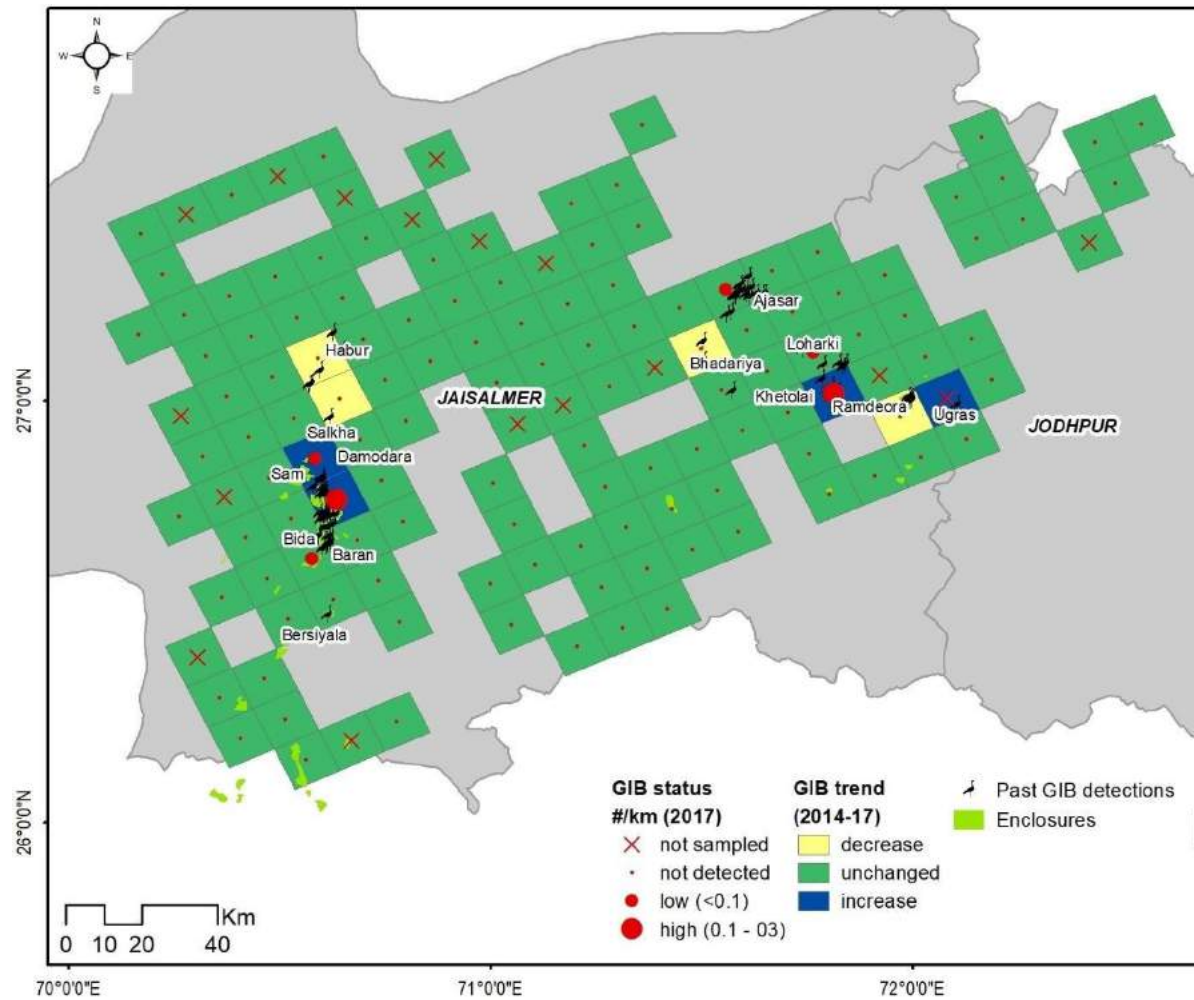 N
W E
S
Ajasar
Habur
Loharki
Bhadariya
JAISALMER
Khetolai
Ramdeora
Ugras
Salkha
JODHPUR
Damodara
Sam
Bida
Baran
Bersiyala
27°0'0"N
26°0'0"N
GIB status
#/km (2017)
not sampled
not detected
low (<0.1)
high (0.1 - 03)
GIB trend
(2014-17)
decrease
unchanged
increase
Past GIB detections
Enclosures
Km
0 10 20 40
70°0'0"E 71°0'0"E 72°0'0"E